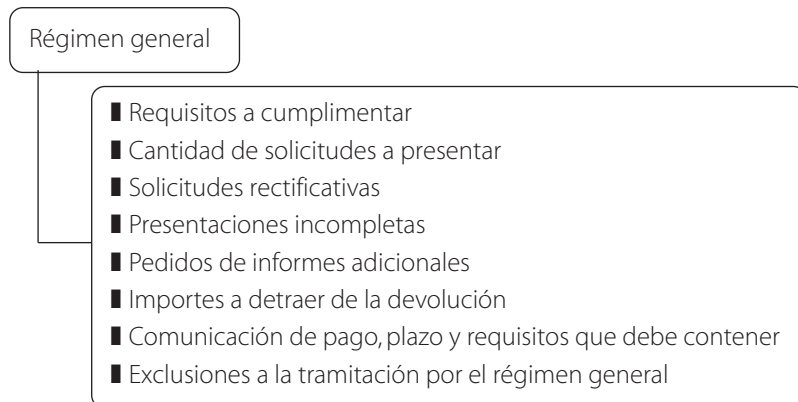 Régimen general
Requisitos a cumplimentar
Cantidad de solicitudes a presentar
Solicitudes rectificativas
Presentaciones incompletas
Pedidos de informes adicionales
Importes a detraer de la devolución
Comunicación de pago, plazo y requisitos que debe contener
Exclusiones a la tramitación por el régimen general